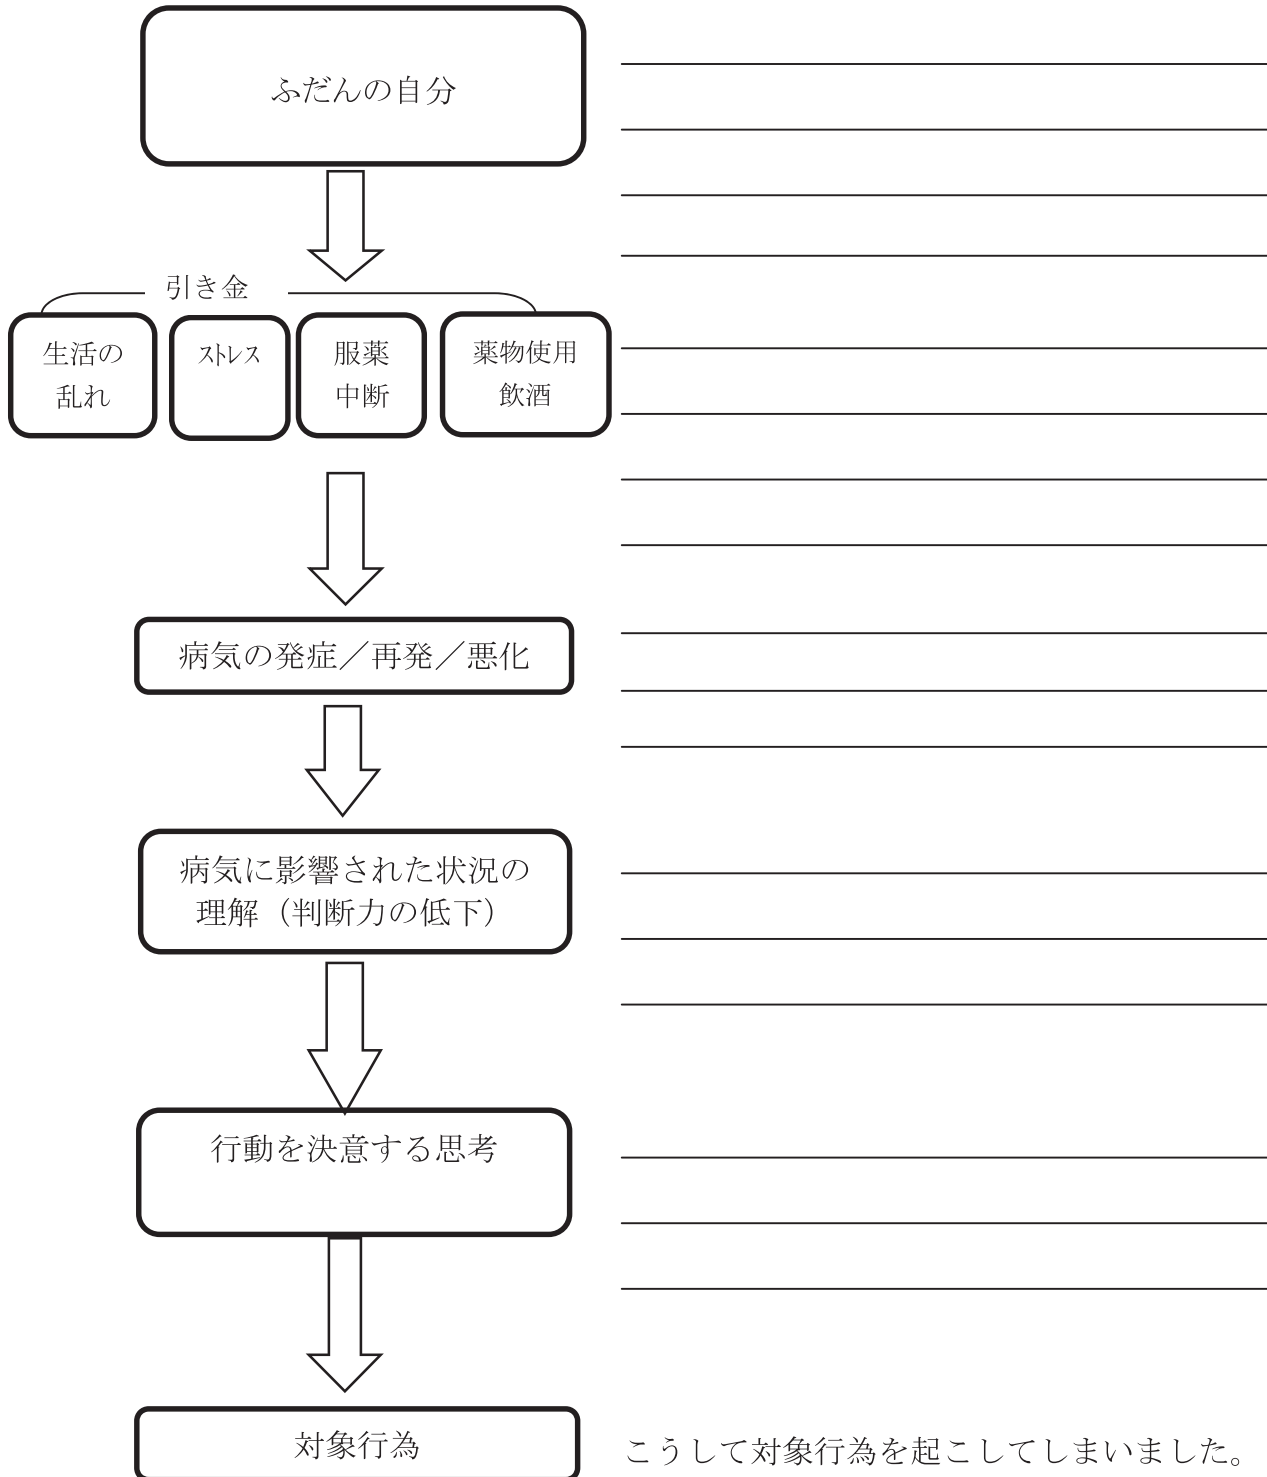 ふだんの自分
引き金
生活の
乱れ
ストレス
服薬
中断
薬物使用
飲酒
病気の発症／再発／悪化
病気に影響された状況の
理解（判断力の低下）
行動を決意する思考
対象行為
こうして対象行為を起こしてしまいました。